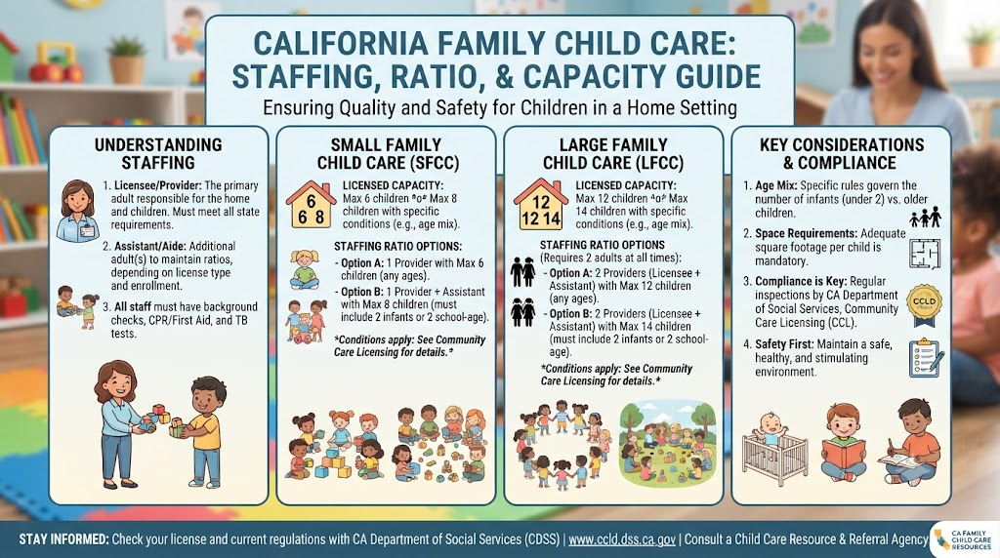 CALIFORNIA FAMILY CHILD CARE:
STAFFING, RATIO, & CAPACITY GUIDE
Ensuring Quality and Safety for Children in a Home Setting
UNDERSTANDING
STAFFING
1. Licensee/Provider: The primary
adult responsible for the home
and children. Must meet all state
requirements.
2. Assistant/Aide: Additional
adult(s) to maintain ratios,
depending on license type
and enrollment.
3. All staff must have background
checks, CPR/First Aid, and TB
tests.
SMALL FAMILY
CHILD CARE (SFCC)
6
6 8
LICENSED CAPACITY:
Max 6 children Max 8
children with specific
conditions (e.g., age mix).
STAFFING RATIO OPTIONS:
- Option A: 1 Provider with Max 6
children (any ages).
- Option B: 1 Provider + Assistant
with Max 8 children (must
include 2 infants or 2 school-age).
*Conditions apply: See Community
Care Licensing for details.*
LARGE FAMILY
CHILD CARE (LFCC)
12
12 14
LICENSED CAPACITY:
Max 12 children Max
14 children with specific
conditions (e.g., age mix).
STAFFING RATIO OPTIONS
(Requires 2 adults at all times):
- Option A: 2 Providers (Licensee +
Assistant) with Max 12 children
(any ages).
- Option B: 2 Providers (Licensee +
Assistant) with Max 14 children
(must include 2 infants or 2 school-
age).
*Conditions apply: See Community
Care Licensing for details.*
KEY CONSIDERATIONS
& COMPLIANCE
1. Age Mix: Specific rules govern the
number of infants (under 2) vs. older
children.
2. Space Requirements: Adequate
square footage per child is
mandatory.
3. Compliance is Key: Regular
inspections by CA Department
of Social Services, Community
Care Licensing (CCL).
CCLD
4. Safety First: Maintain a safe,
healthy, and stimulating
environment.
STAY INFORMED: Check your license and current regulations with CA Department of Social Services (CDSS) | www.ccld.dss.ca.gov | Consult a Child Care Resource & Referral Agency
CA FAMILY
CHILD CARE
RESOURCES